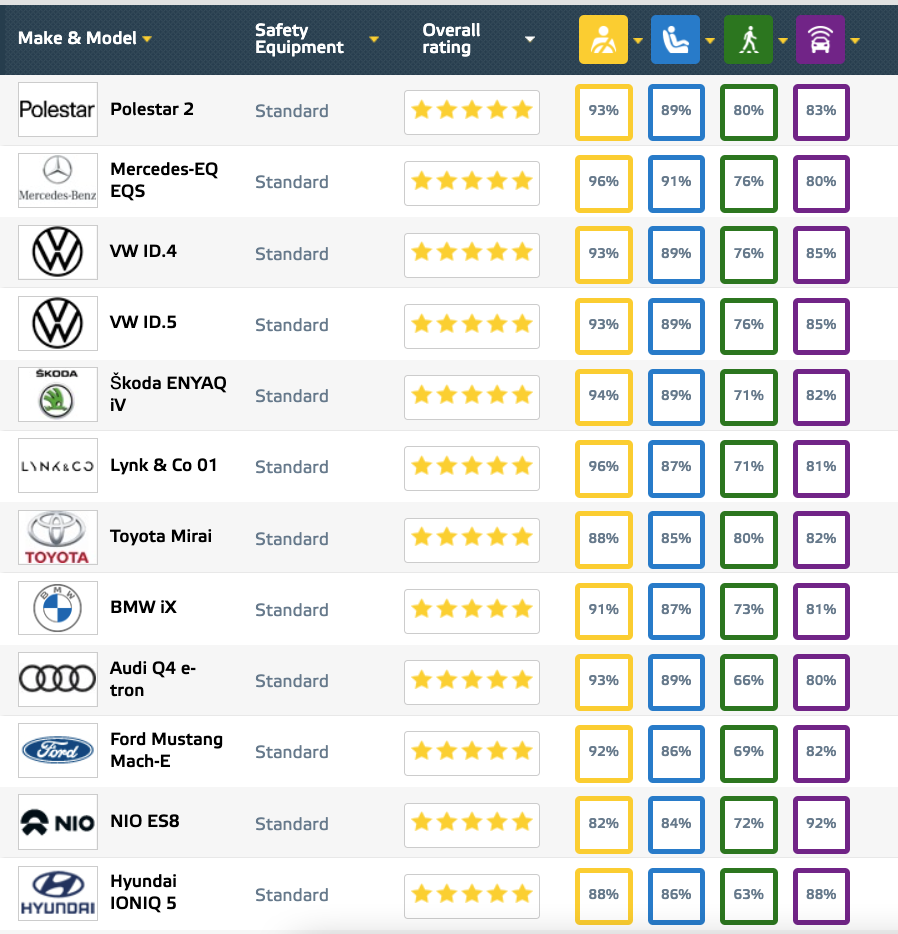 Make & Model
Safety
Equipment
Overall
rating
Polestar
Polestar 2
Standard
93%
89%
80%
83%
Mercedes-Benz
Mercedes-EQ
EQS
Standard
96%
91%
76%
80%
VW ID.4
Standard
93%
89%
76%
85%
VW ID.5
Standard
93%
89%
76%
85%
ŠKODA
Škoda ENYAQ
iV
Standard
94%
89%
71%
82%
LYNK&CO
Lynk & Co 01
Standard
96%
87%
71%
81%
TOYOTA
Toyota Mirai
Standard
88%
85%
80%
82%
BMW
BMW iX
Standard
91%
87%
73%
81%
Audi Q4 e-
tron
Standard
93%
89%
66%
80%
Ford
Ford Mustang
Mach-E
Standard
92%
86%
69%
82%
NIO
NIO ES8
Standard
82%
84%
72%
92%
HYUNDAI
Hyundai
IONIQ 5
Standard
88%
86%
63%
88%